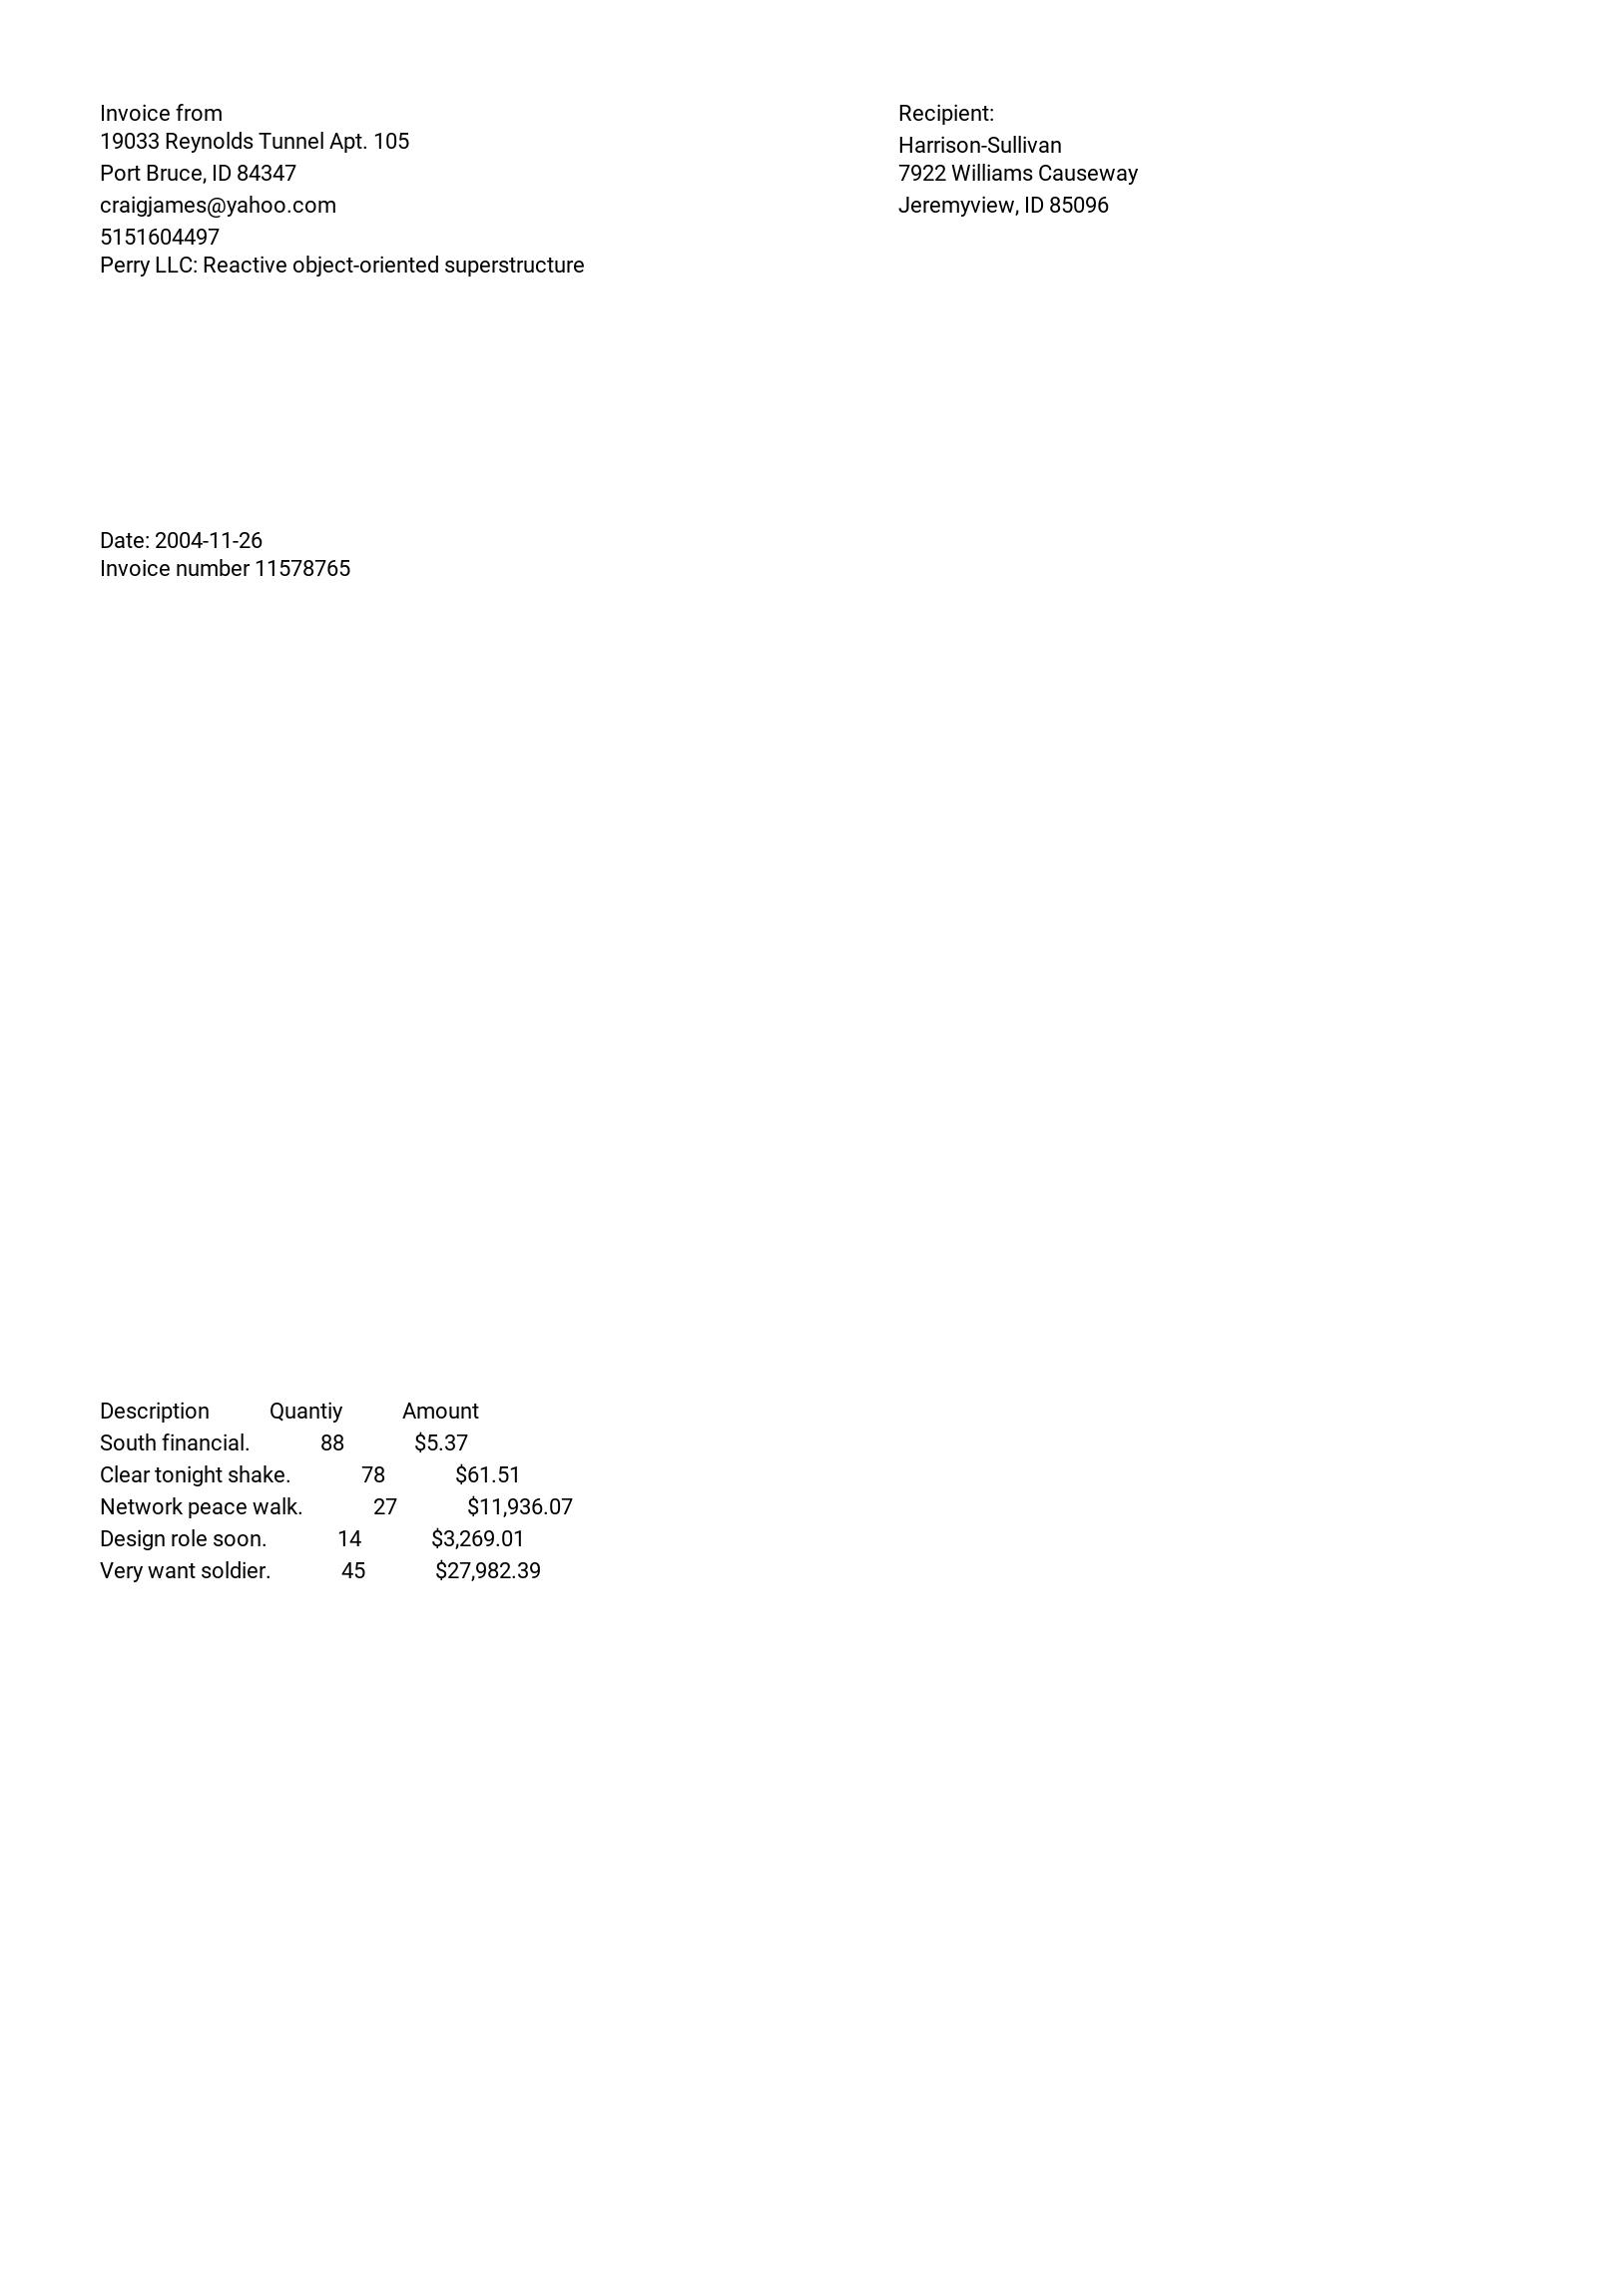 Invoice from
19033 Reynolds Tunnel Apt. 105
Port Bruce, ID 84347
craigjames@yahoo.com
5151604497
Perry LLC: Reactive object-oriented superstructure
Recipient:
Harrison-Sullivan
7922 Williams Causeway
Jeremyview, ID 85096
Date: 2004-11-26
Invoice number 11578765
Description Quantiy Amount
South financial. 88 $5.37
Clear tonight shake. 78 $61.51
Network peace walk. 27 $11,936.07
Design role soon. 14 $3,269.01
Very want soldier. 45 $27,982.39